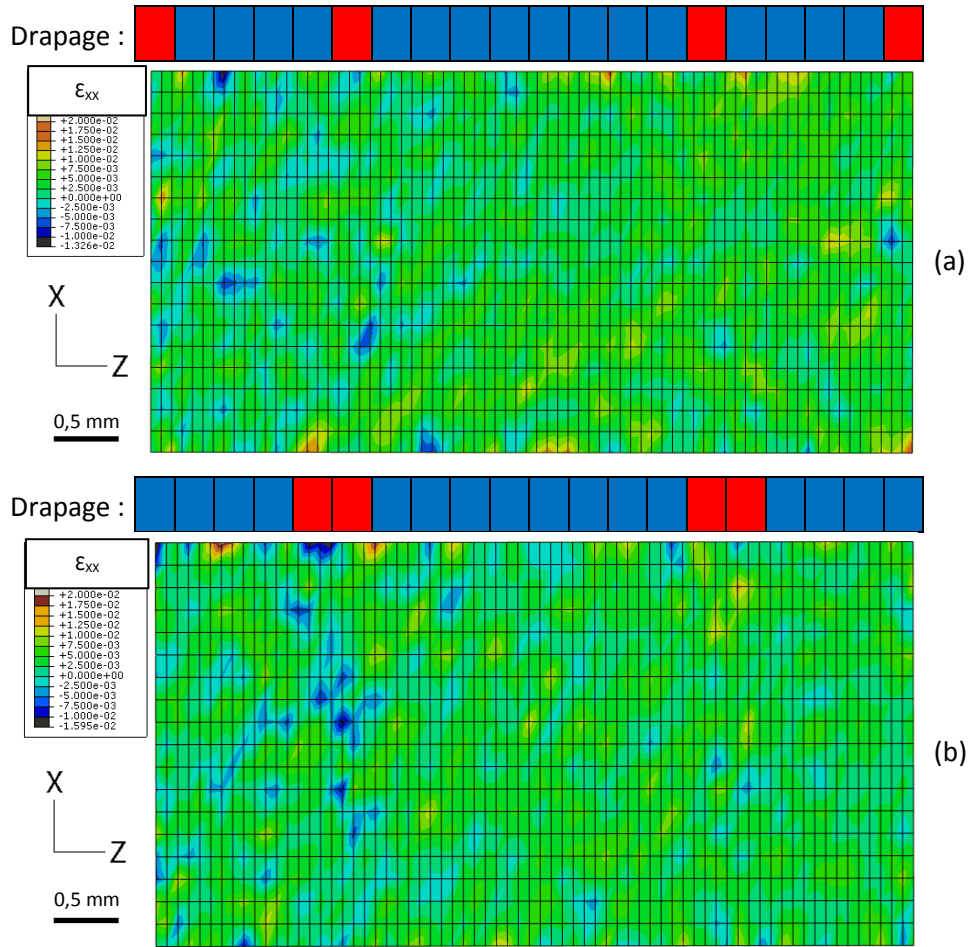 Drapage :
εxx
+2.000e-02
+1.750e-02
+1.500e-02
+1.250e-02
+1.000e-02
+7.500e-03
+5.000e-03
+2.500e-03
+0.000e+00
-2.500e-03
-5.000e-03
-7.500e-03
-1.000e-02
-1.326e-02
(a)
X
Z
0,5 mm
Drapage :
εxx
+2.000e-02
+1.750e-02
+1.500e-02
+1.250e-02
+1.000e-02
+7.500e-03
+5.000e-03
+2.500e-03
+0.000e+00
-2.500e-03
-5.000e-03
-7.500e-03
-1.000e-02
-1.595e-02
(b)
X
Z
0,5 mm